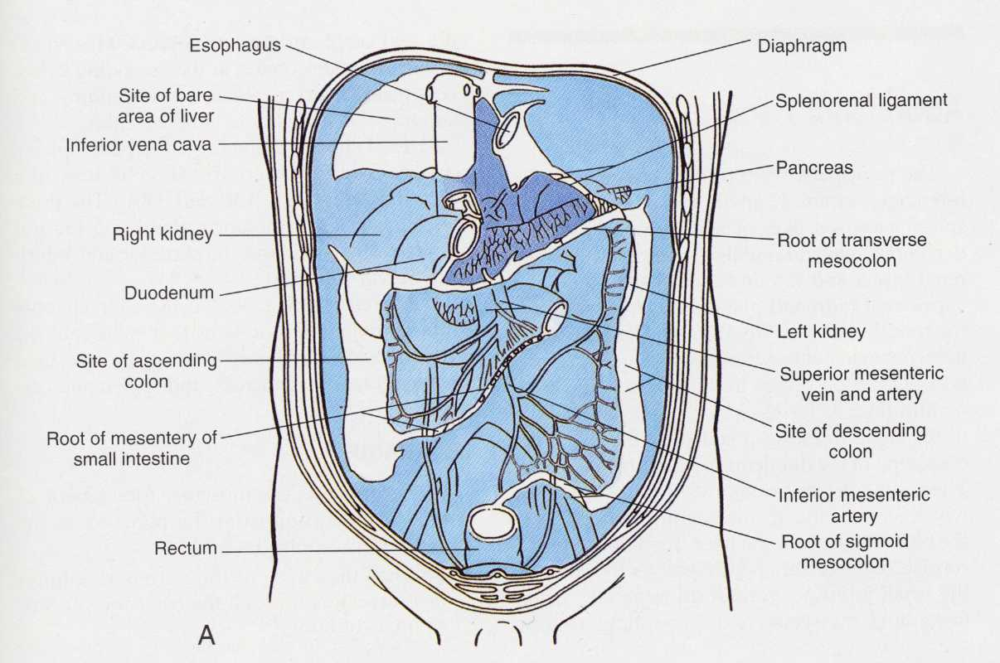 Esophagus
Diaphragm
Site of bare
area of liver
Splenorenal ligament
Inferior vena cava
Pancreas
Right kidney
Root of transverse
mesocolon
Duodenum
Left kidney
Site of ascending
colon
Superior mesenteric
vein and artery
Root of mesentery of
small intestine
Site of descending
colon
Inferior mesenteric
artery
Rectum
Root of sigmoid
mesocolon
A